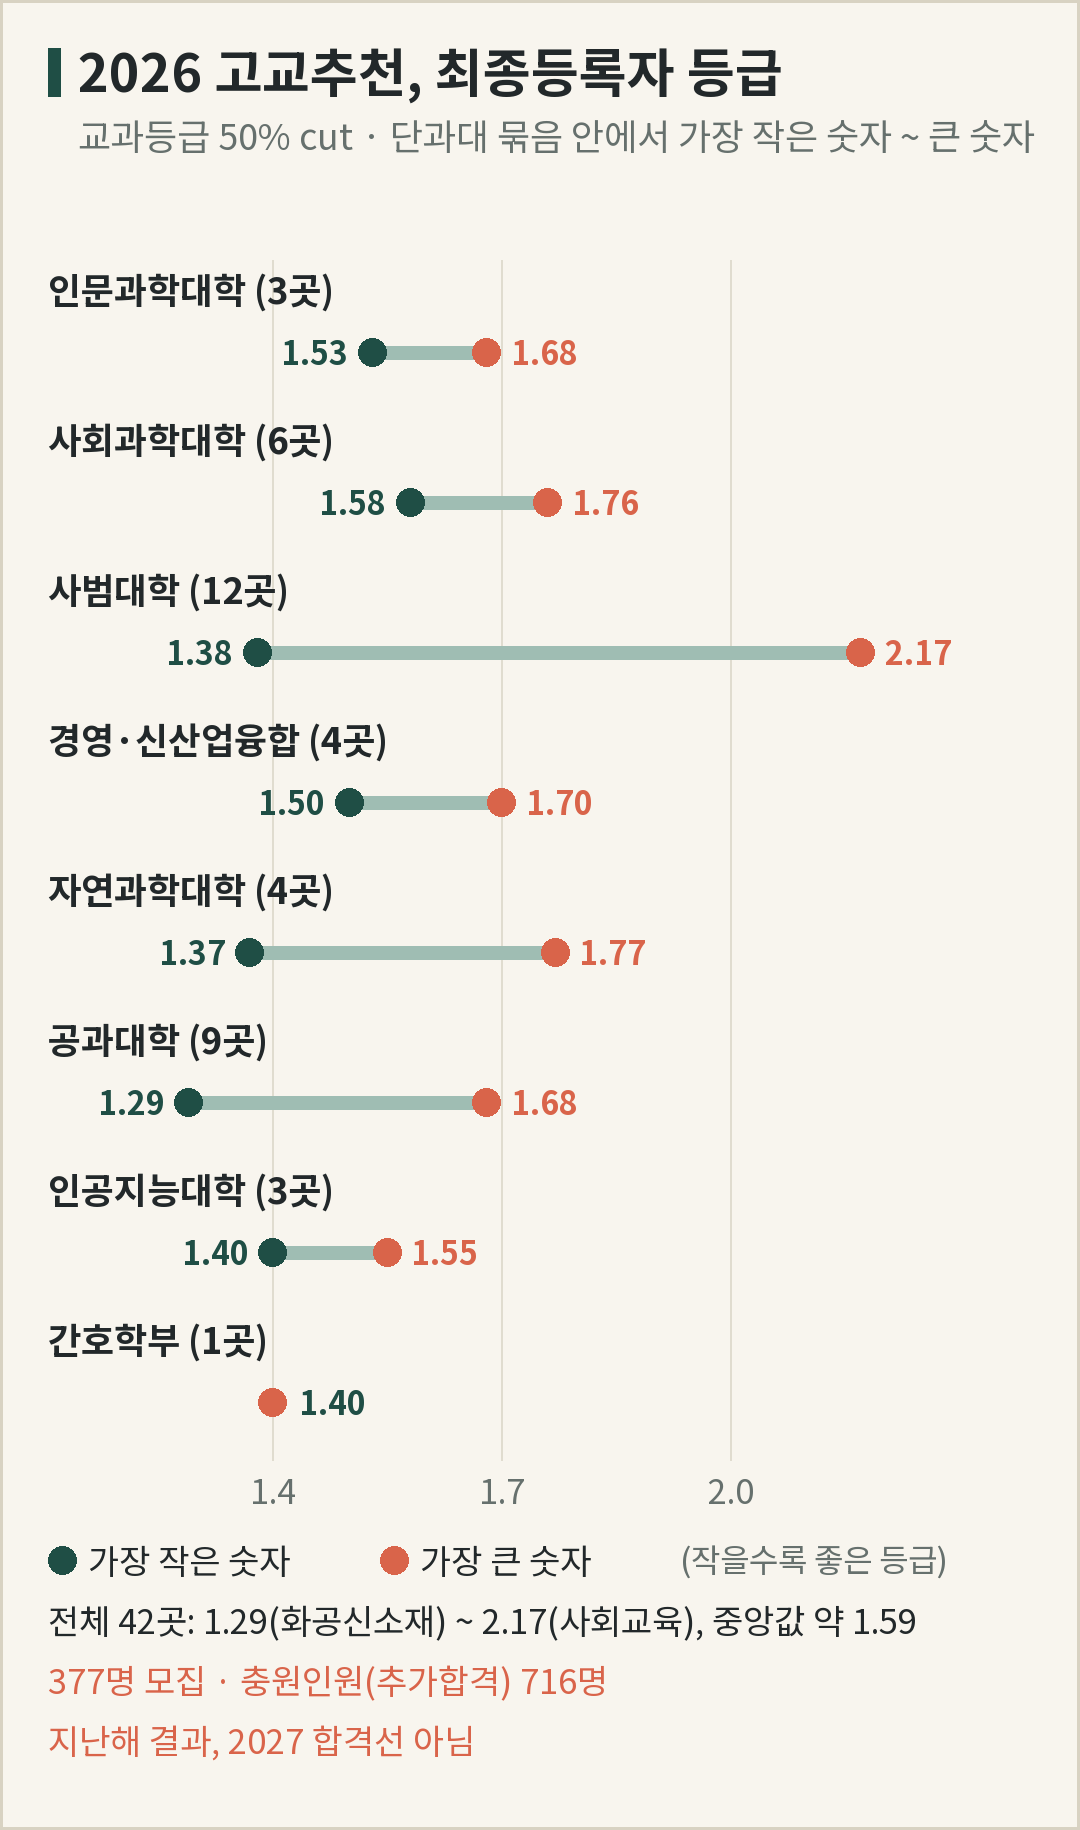 2026 고교추천, 최종등록자 등급
교과등급 50% cut · 단과대 묶음 안에서 가장 작은 숫자 ~ 큰 숫자
인문과학대학 (3곳)
1.53 1.68
사회과학대학 (6곳)
1.58 1.76
사범대학 (12곳)
1.38 2.17
경영·신산업융합 (4곳)
1.50 1.70
자연과학대학 (4곳)
1.37 1.77
공과대학 (9곳)
1.29 1.68
인공지능대학 (3곳)
1.40 1.55
간호학부 (1곳)
1.40
1.4 1.7 2.0
가장 작은 숫자 가장 큰 숫자 (작을수록 좋은 등급)
전체 42곳: 1.29(화공신소재) ~ 2.17(사회교육), 중앙값 약 1.59
377명 모집 · 충원인원(추가합격) 716명
지난해 결과, 2027 합격선 아님